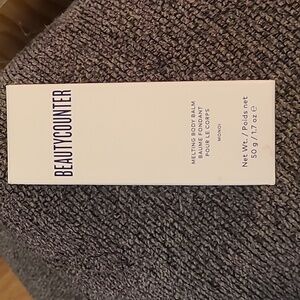 BEAUTYCOUNTER
MELTING BODY BALM
BAUME FONDANT
POUR LE CORPS
MONOI
Net Wt. / Poids net
50 g / 1.7 oz ℮